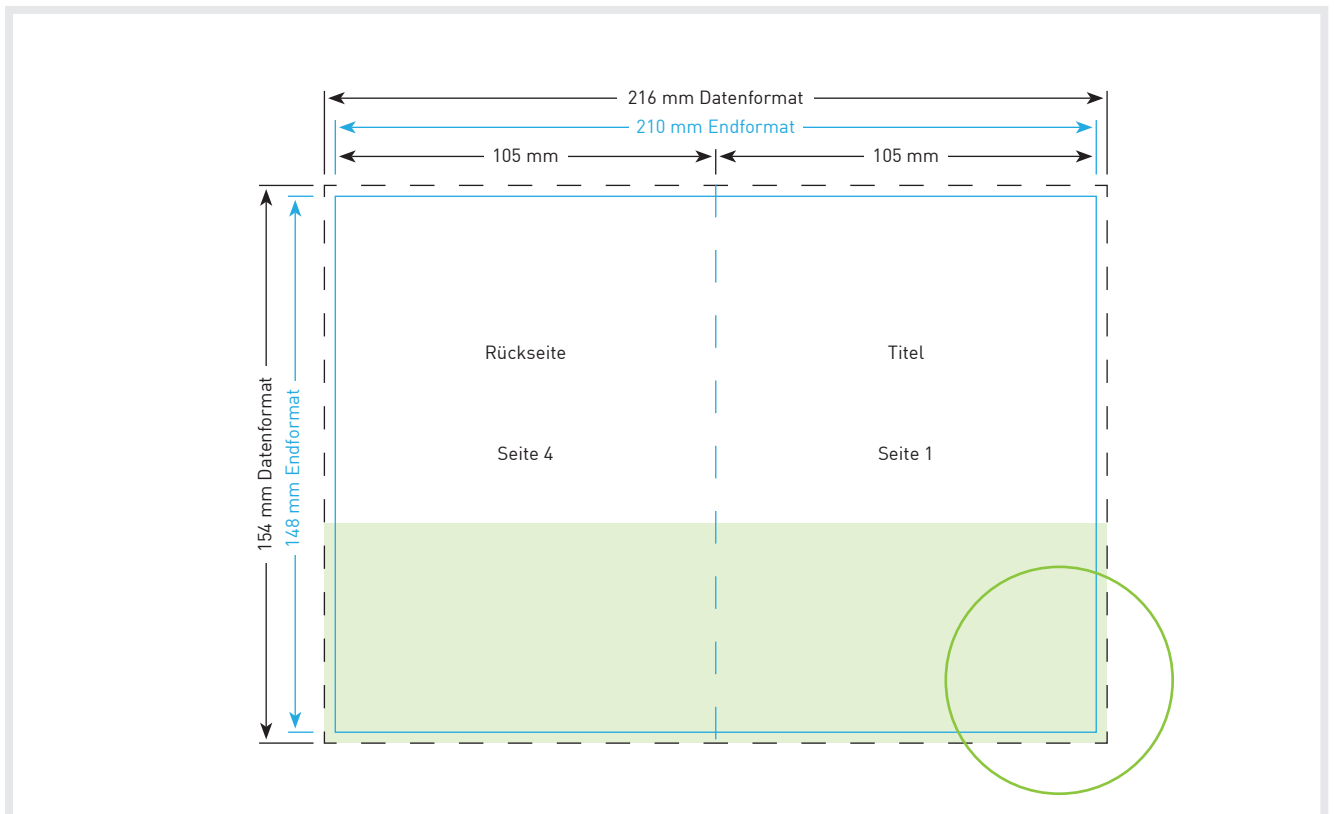 216 mm Datenformat
210 mm Endformat
105 mm
105 mm
154 mm Datenformat
148 mm Endformat
Rückseite
Titel
Seite 4
Seite 1